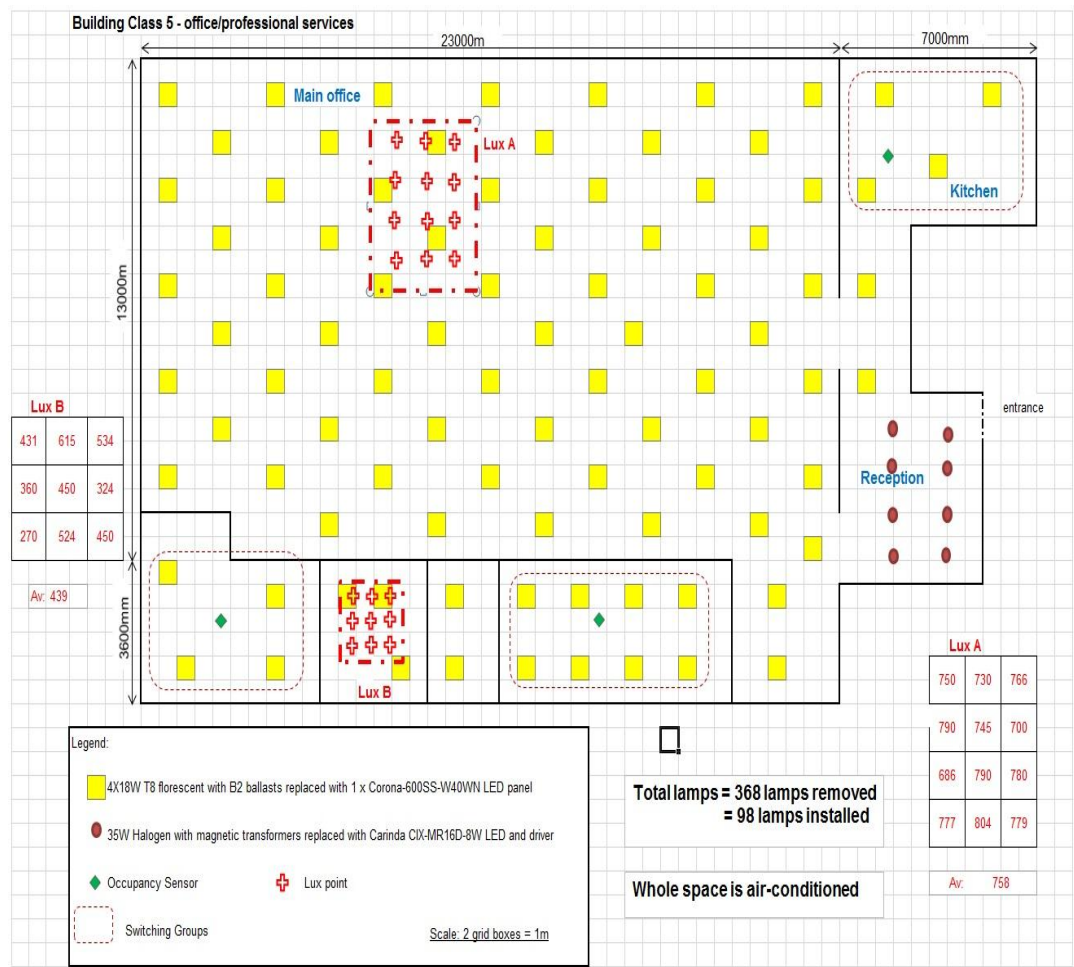 Building Class 5 - office/professional services
23000m
7000mm
Main office
Lux A
Kitchen
13000m
entrance
Reception
Lux B
431 615 534
360 450 324
270 524 450
Av: 439
3600mm
Lux B
Lux A
750 730 766
790 745 700
686 790 780
777 804 779
Av: 758
Legend:
4X18W T8 florescent with B2 ballasts replaced with 1 x Corona-600SS-W40WN LED panel
35W Halogen with magnetic transformers replaced with Carinda CIX-MR16D-8W LED and driver
Occupancy Sensor
Lux point
Switching Groups
Scale: 2 grid boxes = 1m
Total lamps = 368 lamps removed
= 98 lamps installed
Whole space is air-conditioned